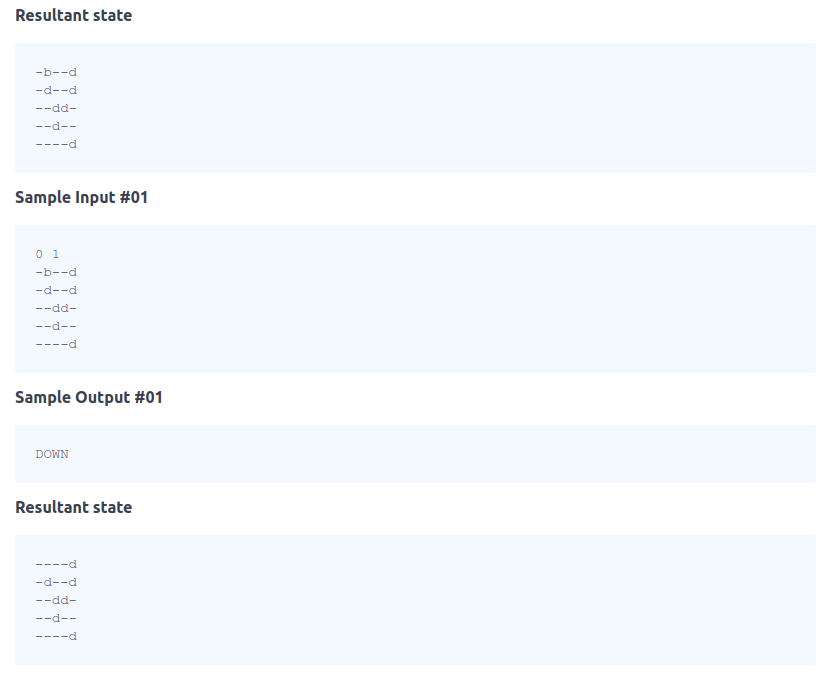 Resultant state
-b--d
-d--d
--dd-
--d--
----d
Sample Input #01
0 1
-b--d
-d--d
--dd-
--d--
----d
Sample Output #01
DOWN
Resultant state
----d
-d--d
--dd-
--d--
----d